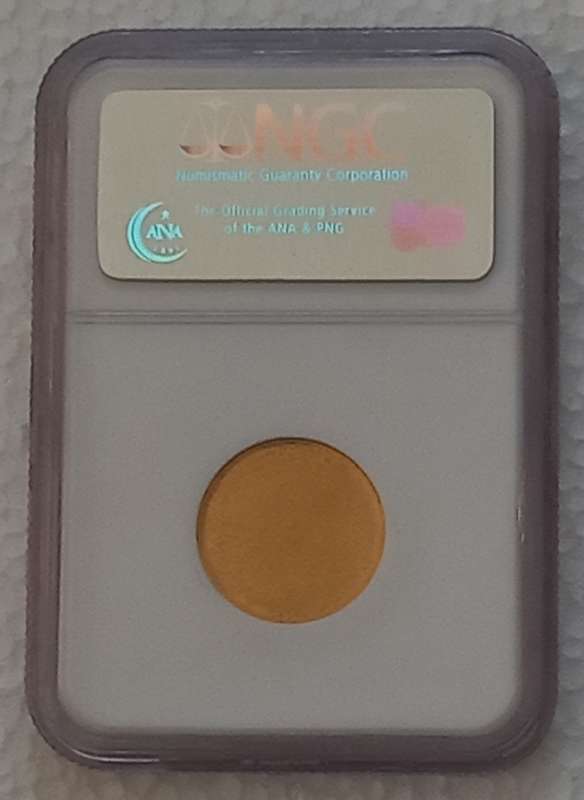 NGC
Numismatic Guaranty Corporation
The Official Grading Service
of the ANA & PNG
ANA